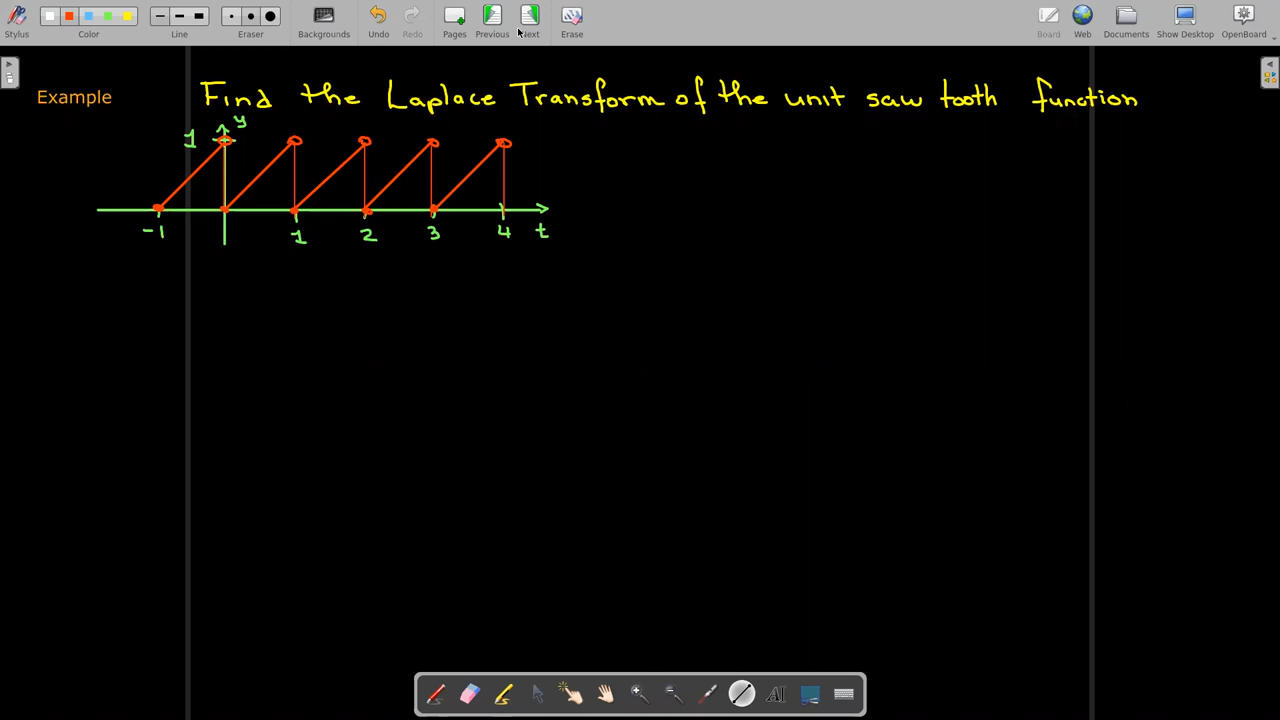 Stylus Color Line Eraser Backgrounds Undo Redo Pages Previous Next Erase Board Web Documents Show Desktop OpenBoard
Example Find the Laplace Transform of the unit saw tooth function
1 y
-1 1 2 3 4 t